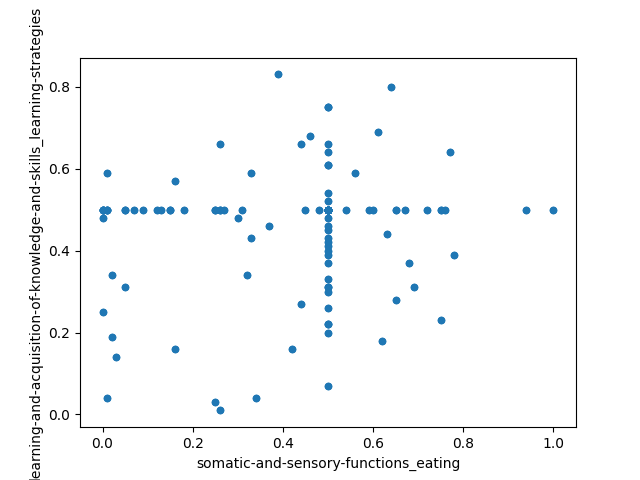 learning-and-acquisition-of-knowledge-and-skills_learning-strategies
0.8
0.6
0.4
0.2
0.0
0.0 0.2 0.4 0.6 0.8 1.0
somatic-and-sensory-functions_eating